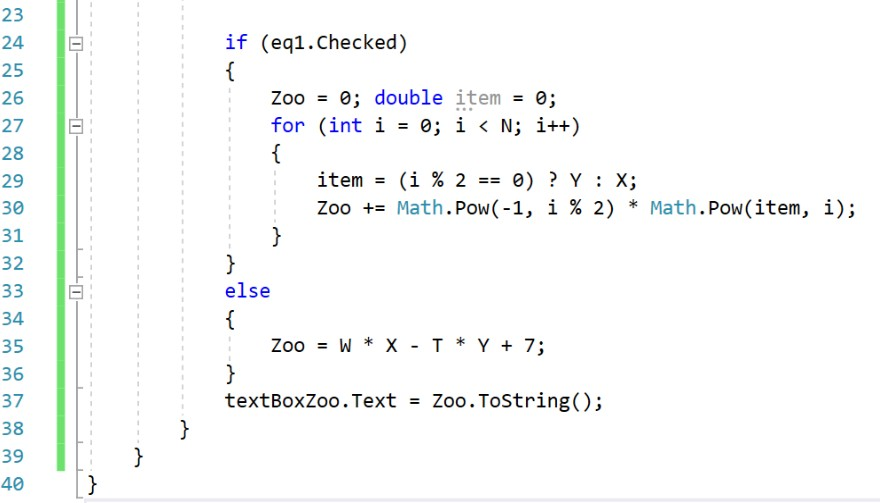 23
24 if (eq1.Checked)
25 {
26 Zoo = 0; double item = 0;
27 for (int i = 0; i < N; i++)
28 {
29 item = (i % 2 == 0) ? Y : X;
30 Zoo += Math.Pow(-1, i % 2) * Math.Pow(item, i);
31 }
32 }
33 else
34 {
35 Zoo = W * X - T * Y + 7;
36 }
37 textBoxZoo.Text = Zoo.ToString();
38 }
39 }
40 }